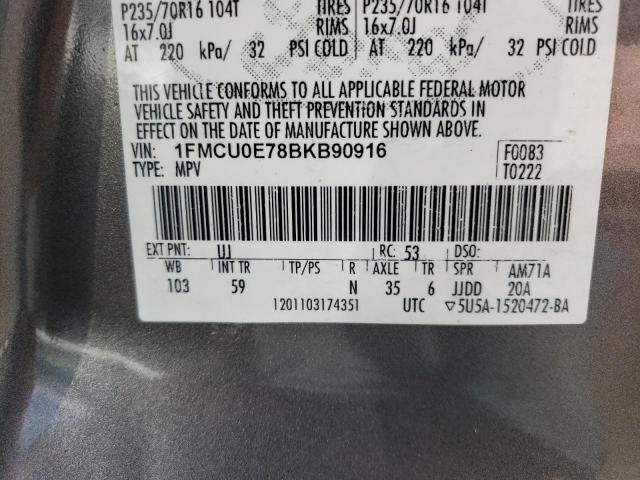 P235/70R16 104T TIRES P235/70R16 104T TIRES
16x7.0J RIMS 16x7.0J RIMS
AT 220 kPa/ 32 PSI COLD AT 220 kPa/ 32 PSI COLD
THIS VEHICLE CONFORMS TO ALL APPLICABLE FEDERAL MOTOR
VEHICLE SAFETY AND THEFT PREVENTION STANDARDS IN
EFFECT ON THE DATE OF MANUFACTURE SHOWN ABOVE.
VIN: 1FMCU0E78BKB90916 F0083
TYPE: MPV T0222
EXT PNT: UJ RC: 53 DSO:
WB INT TR TP/PS R AXLE TR SPR AM71A
103 59 N 35 6 JJDD 20A
1201103174351 UTC ▽5U5A-1520472-BA